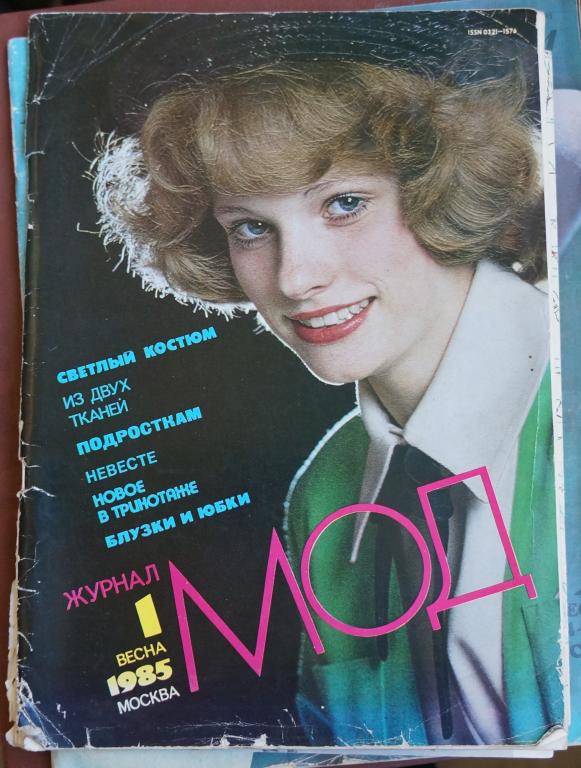 ISSN 0321-1576
СВЕТЛЫЙ КОСТЮМ
ИЗ ДВУХ
ТКАНЕЙ
ПОДРОСТКАМ
НЕВЕСТЕ
НОВОЕ
В ТРИКОТАЖЕ
БЛУЗКИ И ЮБКИ
ЖУРНАЛ
МОД
1
ВЕСНА
1985
МОСКВА